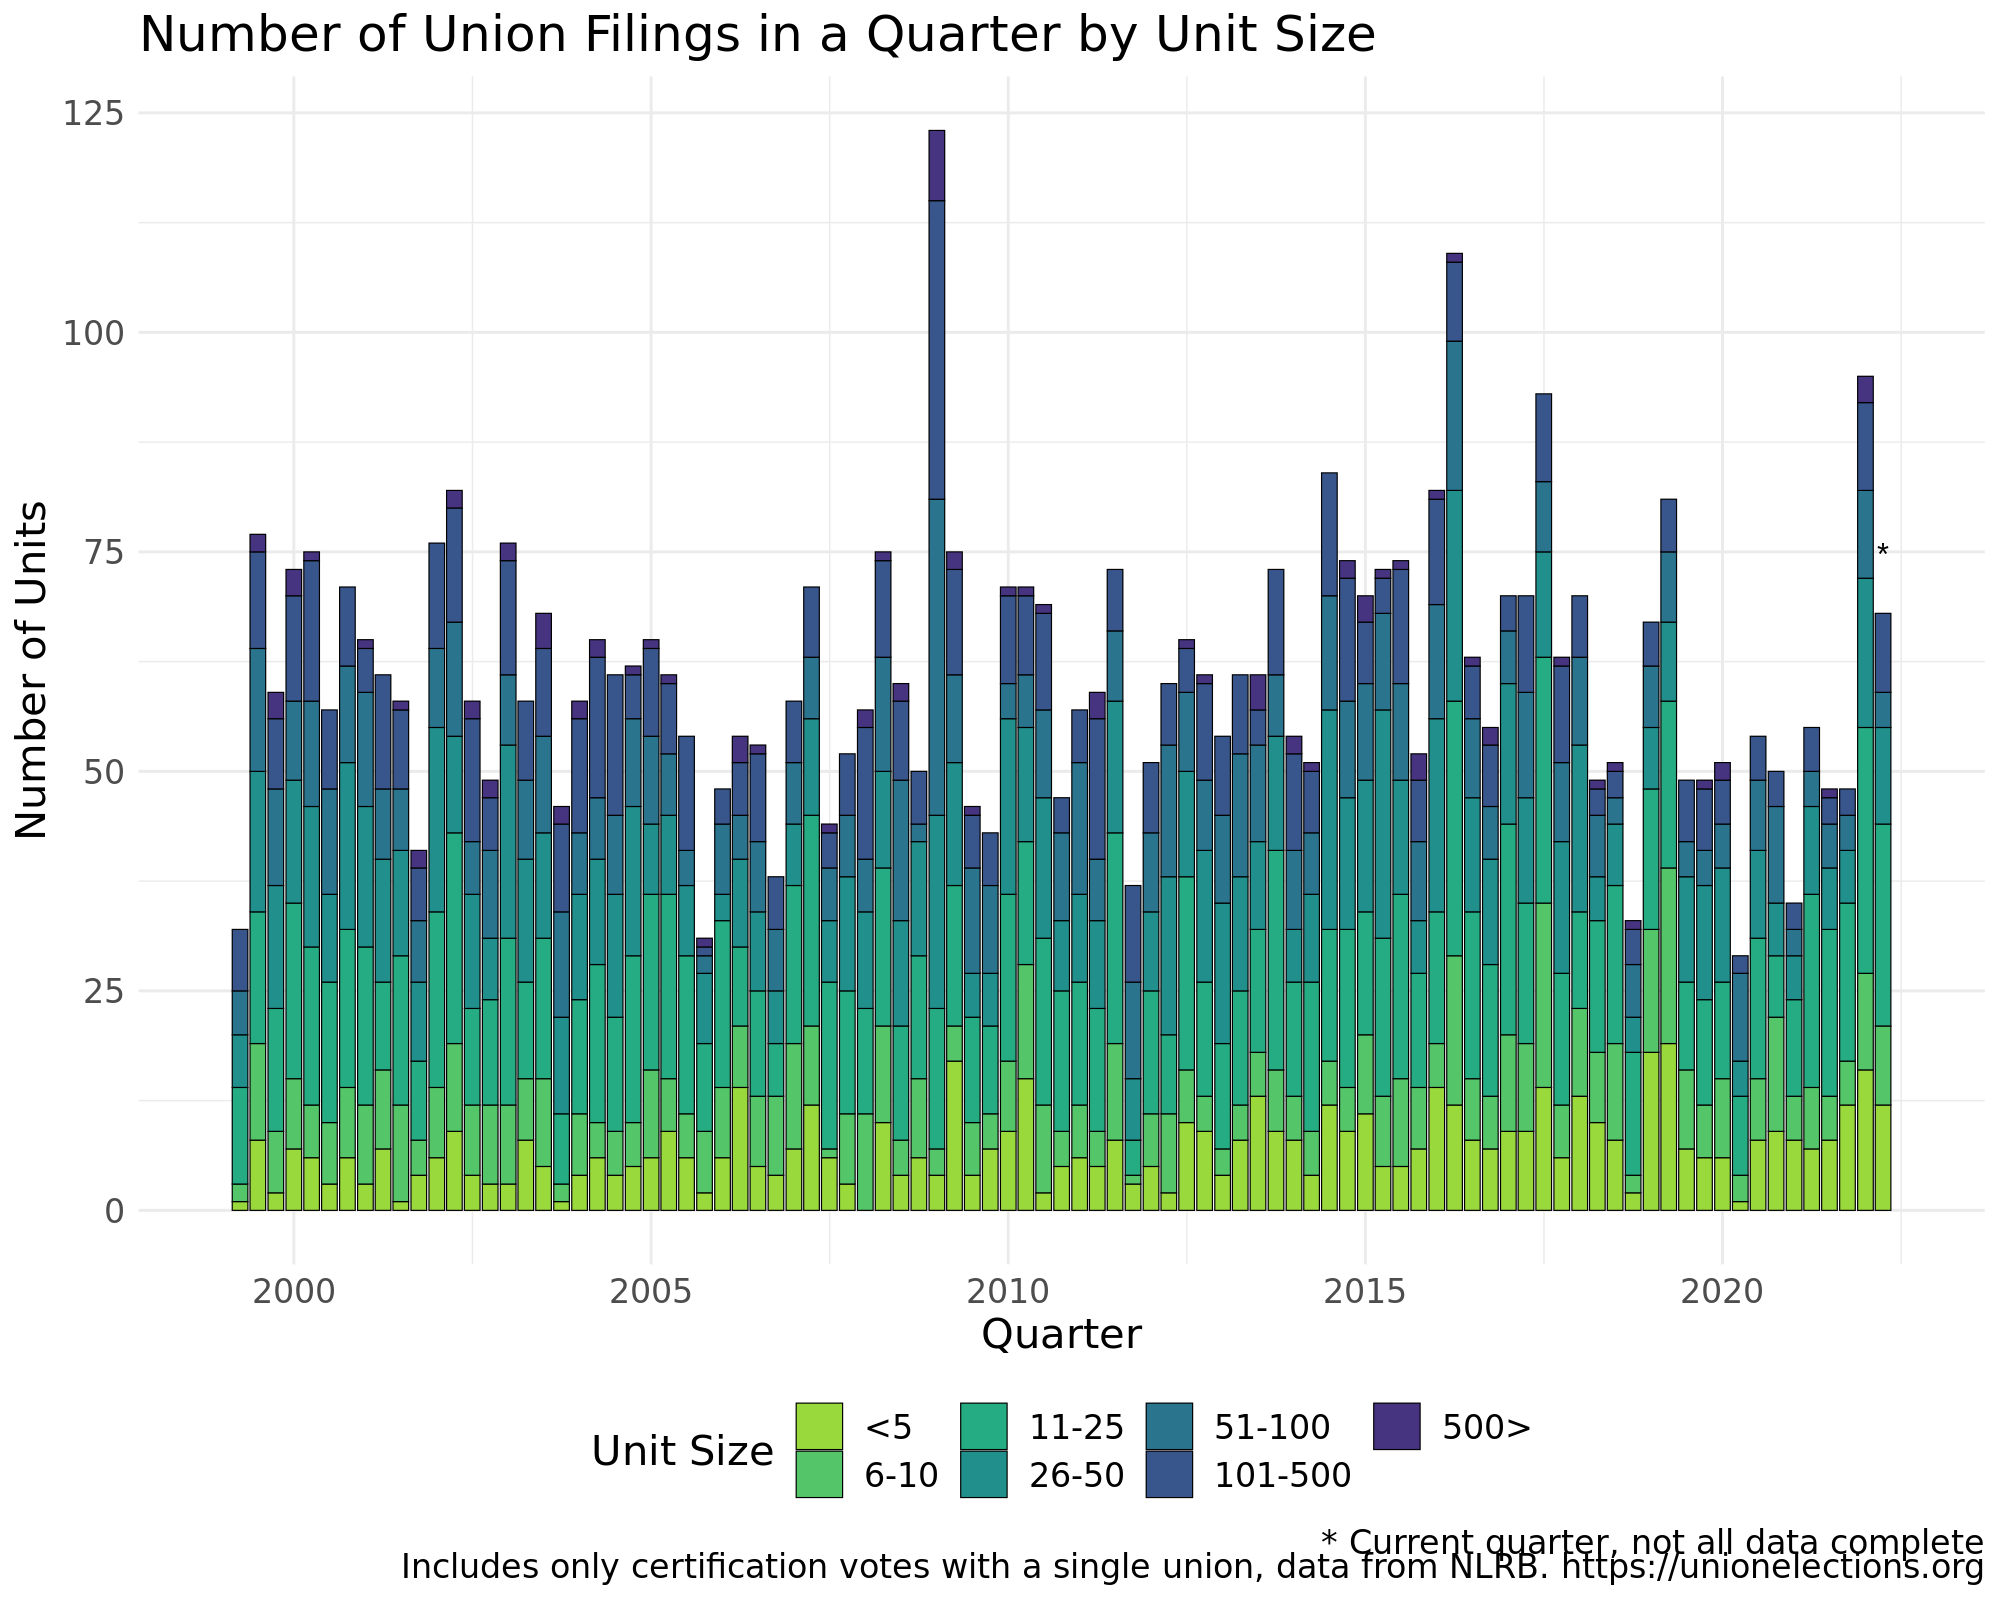 Number of Union Filings in a Quarter by Unit Size
Number of Units
125
100
75
50
25
0
*
2000 2005 2010 2015 2020
Quarter
Unit Size
<5 11-25 51-100 500>
6-10 26-50 101-500
* Current quarter, not all data complete
Includes only certification votes with a single union, data from NLRB. https://unionelections.org